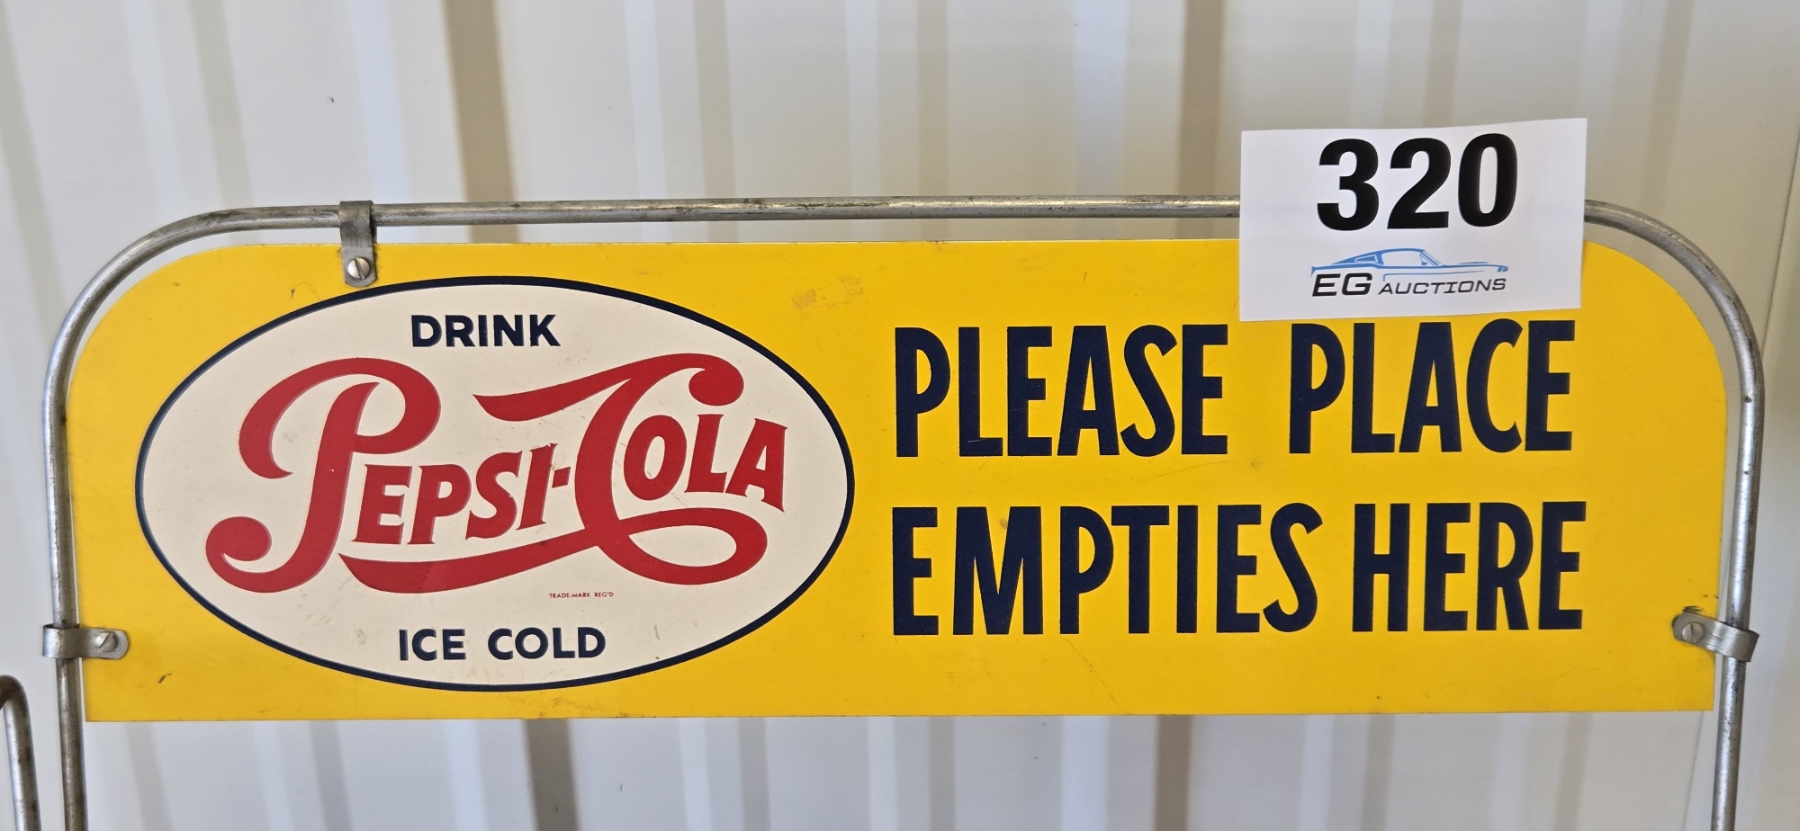 320
EG AUCTIONS
DRINK
PEPSI-COLA
TRADE-MARK REG'D
ICE COLD
PLEASE PLACE
EMPTIES HERE